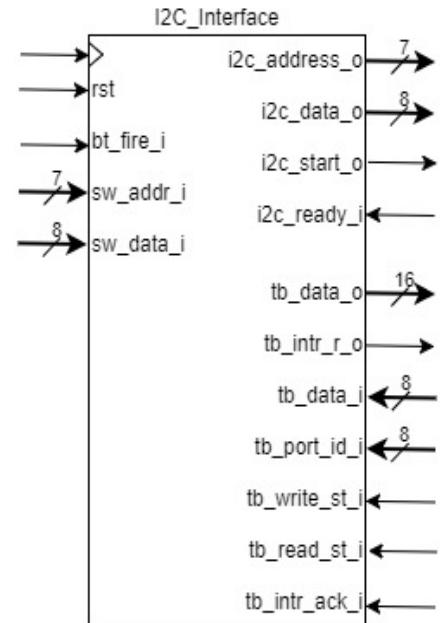 I2C_Interface
i2c_address_o 7
rst
i2c_data_o 8
bt_fire_i
i2c_start_o
7 sw_addr_i
i2c_ready_i
8 sw_data_i
tb_data_o 16
tb_intr_r_o
tb_data_i 8
tb_port_id_i 8
tb_write_st_i
tb_read_st_i
tb_intr_ack_i